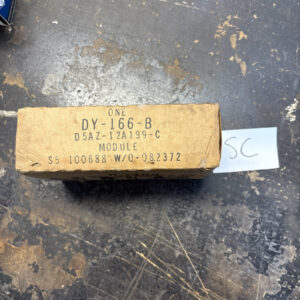 ONE
DY-166-B
D5AZ-12A199-C
MODULE
S5 100688 W/O-082372
SC